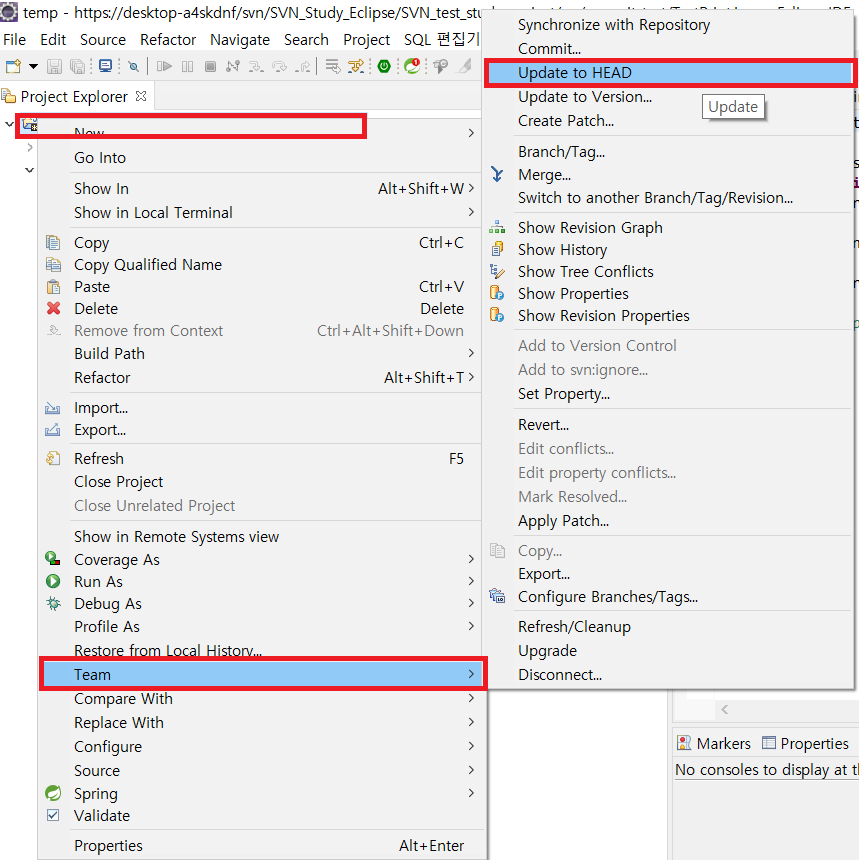 temp - https://desktop-a4skdnf/svn/SVN_Study_Eclipse/SVN_test_stud
File Edit Source Refactor Navigate Search Project SQL 편집기
Project Explorer
New
Go Into
Show In Alt+Shift+W
Show in Local Terminal
Copy Ctrl+C
Copy Qualified Name
Paste Ctrl+V
Delete Delete
Remove from Context Ctrl+Alt+Shift+Down
Build Path
Refactor Alt+Shift+T
Import...
Export...
Refresh F5
Close Project
Close Unrelated Project
Show in Remote Systems view
Coverage As
Run As
Debug As
Profile As
Restore from Local History...
Team
Compare With
Replace With
Configure
Source
Spring
Validate
Properties Alt+Enter
Synchronize with Repository
Commit...
Update to HEAD
Update to Version...
Update
Create Patch...
Branch/Tag...
Merge...
Switch to another Branch/Tag/Revision...
Show Revision Graph
Show History
Show Tree Conflicts
Show Properties
Show Revision Properties
Add to Version Control
Add to svn:ignore...
Set Property...
Revert...
Edit conflicts...
Edit property conflicts...
Mark Resolved...
Apply Patch...
Copy...
Export...
Configure Branches/Tags...
Refresh/Cleanup
Upgrade
Disconnect...
Markers Properties
No consoles to display at